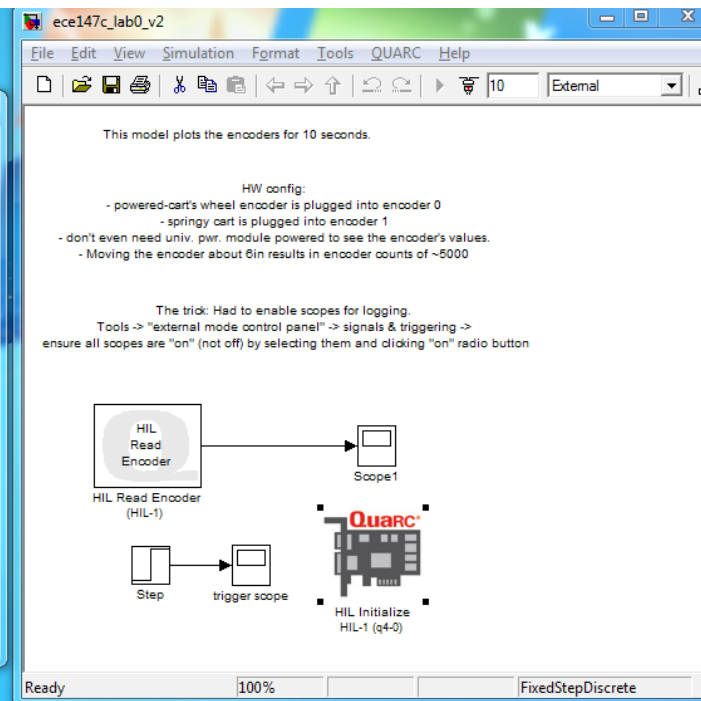 ece147c_lab0_v2
File Edit View Simulation Format Tools QUARC Help
10 External
This model plots the encoders for 10 seconds.
HW config:
- powered-cart's wheel encoder is plugged into encoder 0
- springy cart is plugged into encoder 1
- don't even need univ. pwr. module powered to see the encoder's values.
- Moving the encoder about 6in results in encoder counts of ~5000
The trick: Had to enable scopes for logging.
Tools -> "external mode control panel" -> signals & triggering ->
ensure all scopes are "on" (not off) by selecting them and clicking "on" radio button
HIL
Read
Encoder
HIL Read Encoder
(HIL-1)
Scope1
Step
trigger scope
QUARC
HIL Initialize
HIL-1 (q4-0)
Ready 100% FixedStepDiscrete